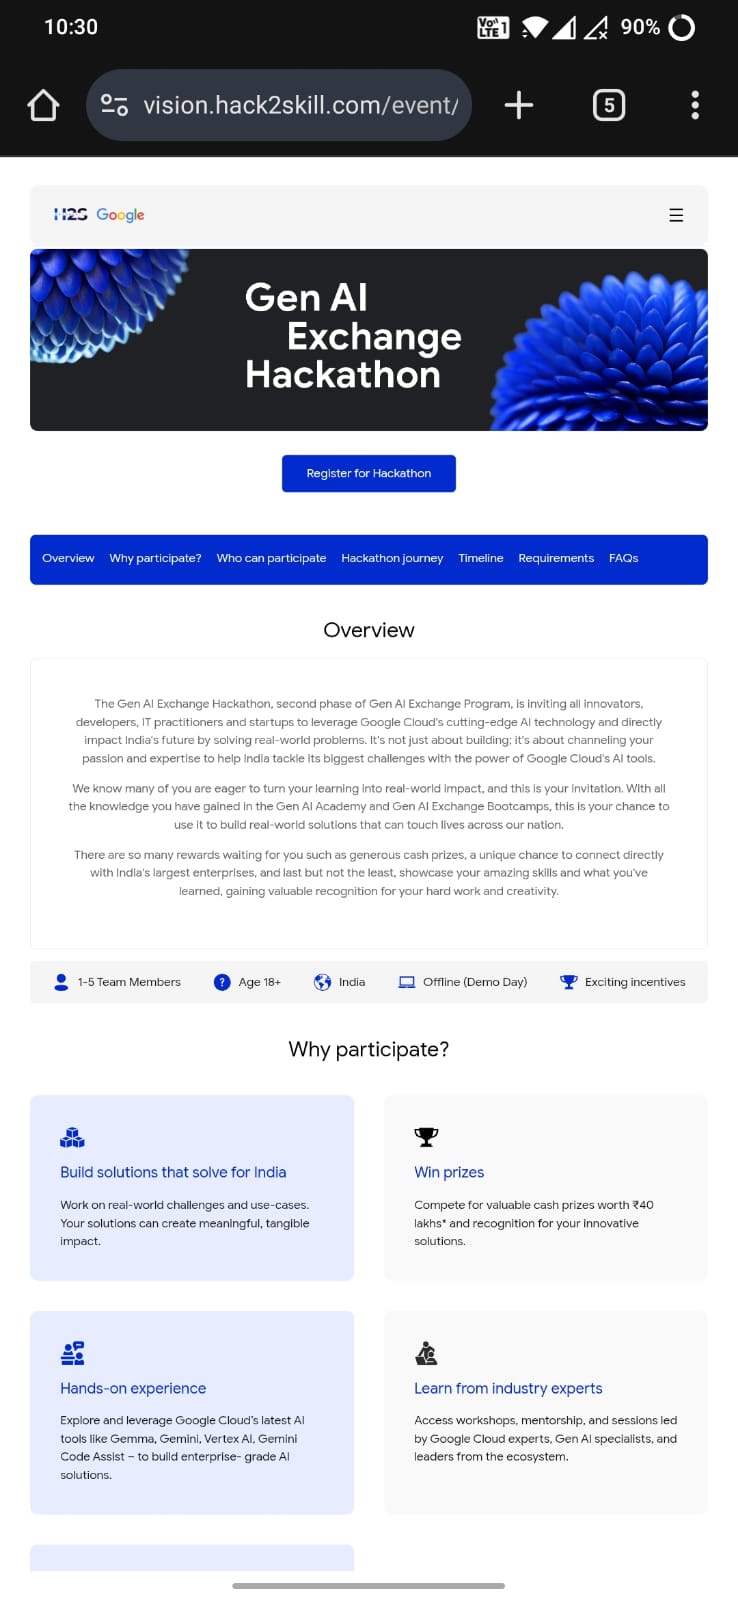 10:30
Vo 1
LTE
90%
vision.hack2skill.com/event/
5
H2S Google
Gen AI
Exchange
Hackathon
Register for Hackathon
Overview Why participate? Who can participate Hackathon journey Timeline Requirements FAQs
Overview
The Gen AI Exchange Hackathon, second phase of Gen AI Exchange Program, is inviting all innovators,
developers, IT practitioners and startups to leverage Google Cloud's cutting-edge AI technology and directly
impact India's future by solving real-world problems. It's not just about building; it's about channeling your
passion and expertise to help India tackle its biggest challenges with the power of Google Cloud's AI tools.
We know many of you are eager to turn your learning into real-world impact, and this is your invitation. With all
the knowledge you have gained in the Gen AI Academy and Gen AI Exchange Bootcamps, this is your chance to
use it to build real-world solutions that can touch lives across our nation.
There are so many rewards waiting for you such as generous cash prizes, a unique chance to connect directly
with India's largest enterprises, and last but not the least, showcase your amazing skills and what you've
learned, gaining valuable recognition for your hard work and creativity.
1-5 Team Members ? Age 18+ India Offline (Demo Day) Exciting incentives
Why participate?
Build solutions that solve for India
Work on real-world challenges and use-cases.
Your solutions can create meaningful, tangible
impact.
Win prizes
Compete for valuable cash prizes worth ₹40
lakhs* and recognition for your innovative
solutions.
Hands-on experience
Explore and leverage Google Cloud's latest AI
tools like Gemma, Gemini, Vertex AI, Gemini
Code Assist – to build enterprise- grade AI
solutions.
Learn from industry experts
Access workshops, mentorship, and sessions led
by Google Cloud experts, Gen AI specialists, and
leaders from the ecosystem.